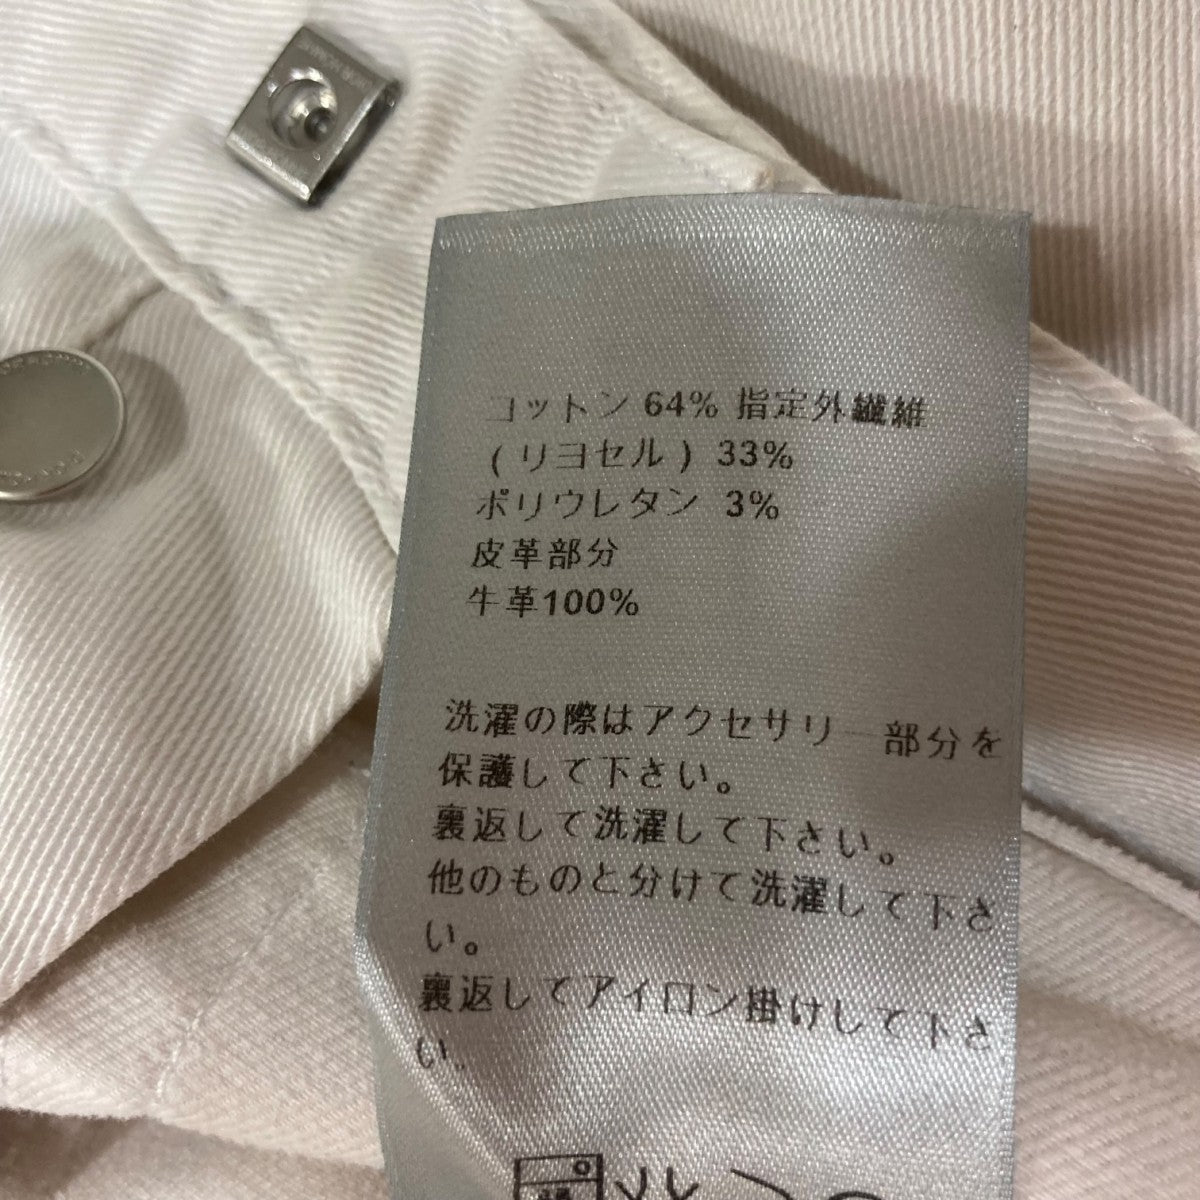 コットン 64% 指定外繊維
(リヨセル) 33%
ポリウレタン 3%
皮革部分
牛革100%
洗濯の際はアクセサリー部分を
保護して下さい。
裏返して洗濯して下さい。
他のものと分けて洗濯して下さ
い。
裏返してアイロン掛けして下さ
い.